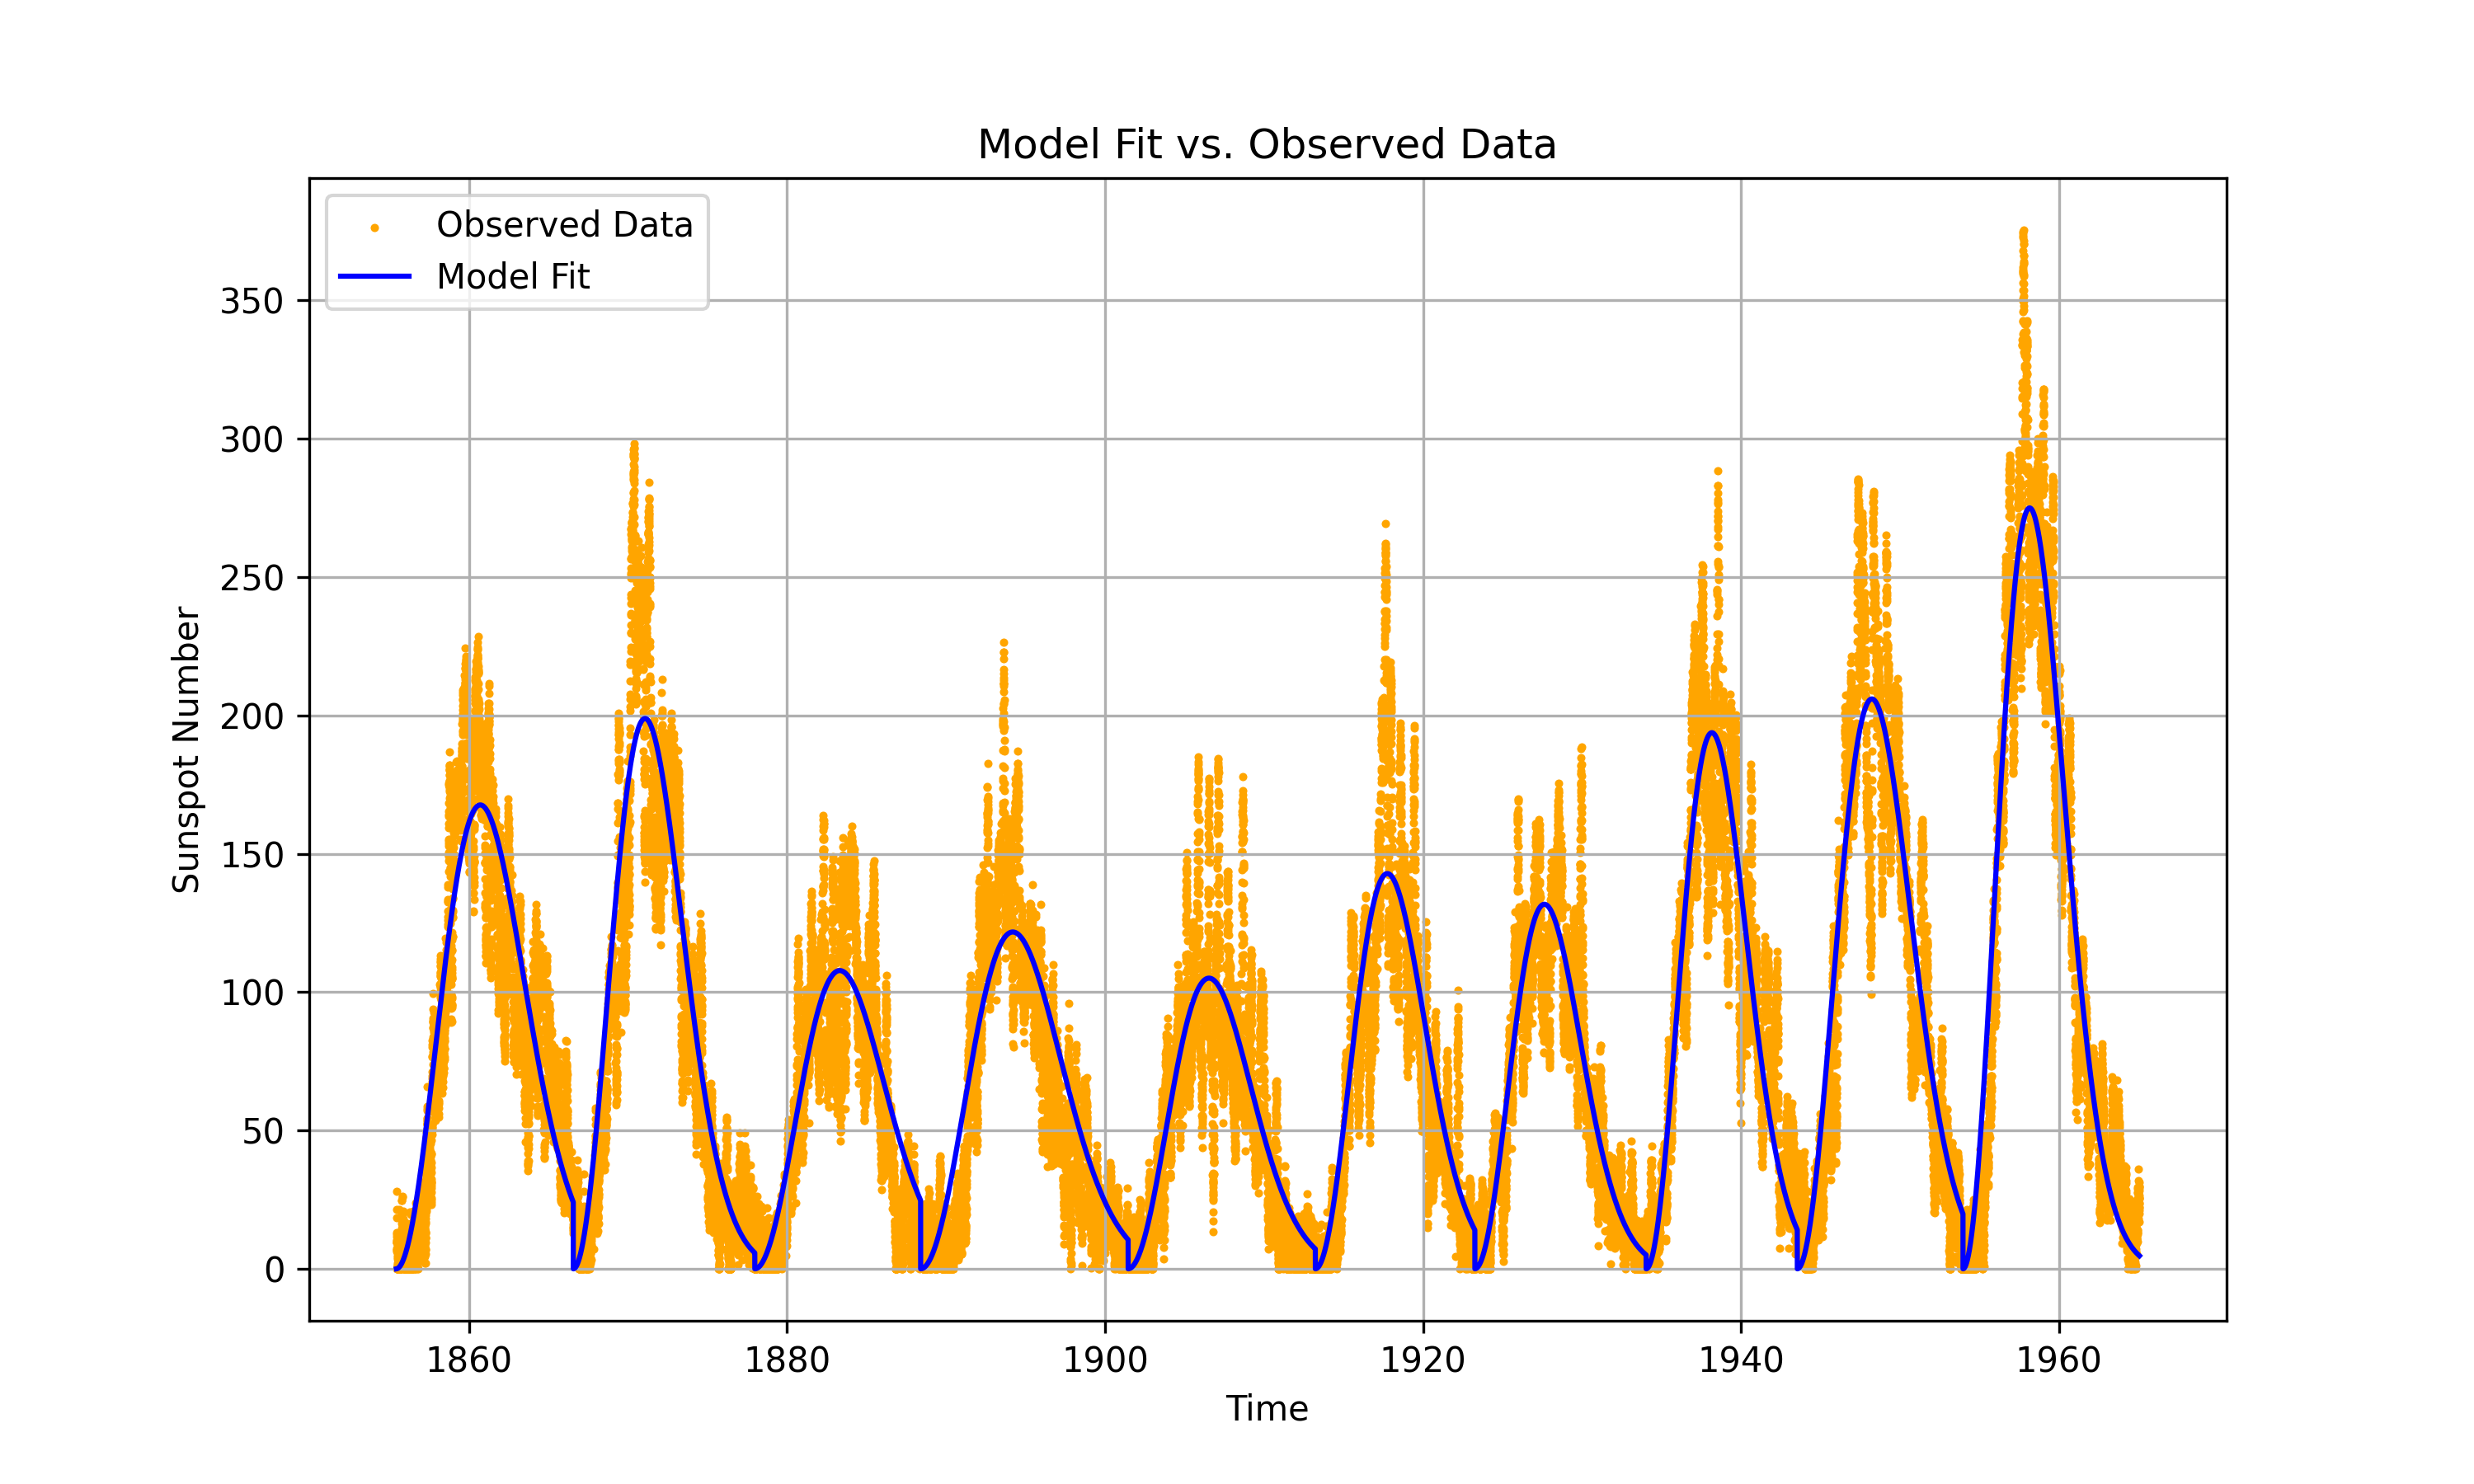 Model Fit vs. Observed Data
Observed Data
Model Fit
Sunspot Number
350
300
250
200
150
100
50
0
1860 1880 1900 1920 1940 1960
Time